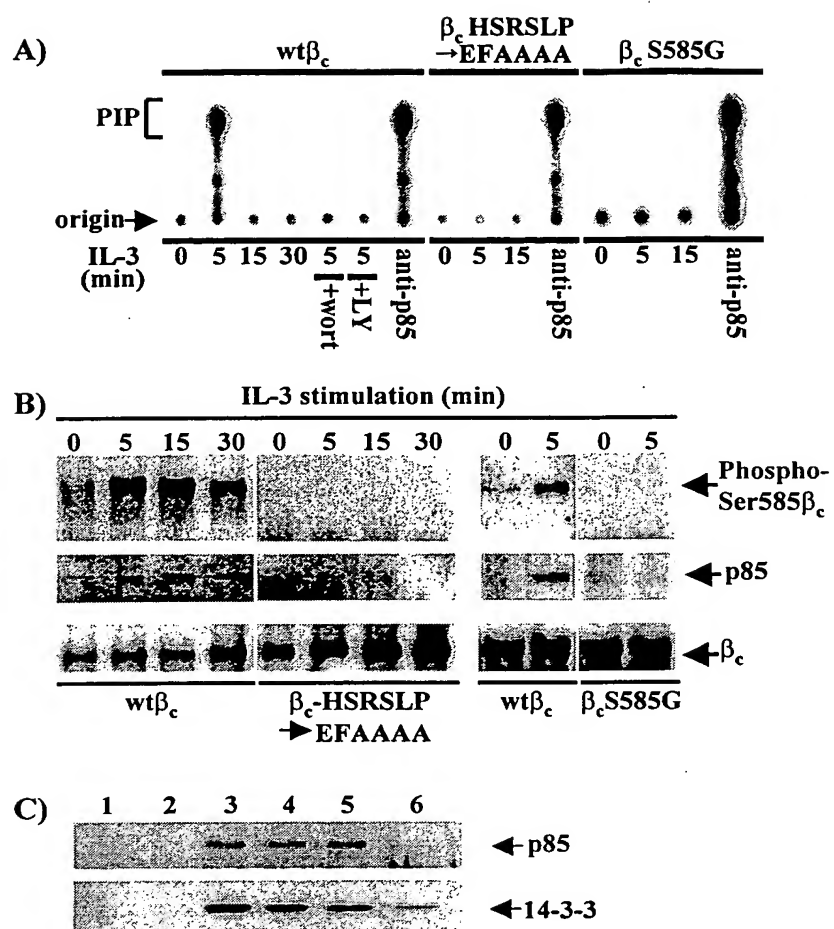 A)
wtβc
βc HSRSLP
→EFAAAA
βc S585G
PIP
origin
IL-3 (min) 0 5 15 30 5 5 anti-p85 0 5 15 anti-p85 0 5 15 anti-p85
+wort +LY
B)
IL-3 stimulation (min)
0 5 15 30 0 5 15 30 0 5 0 5
Phospho-
Ser585βc
p85
βc
wtβc βc-HSRSLP wtβc βcS585G
→ EFAAAA
C) 1 2 3 4 5 6
p85
14-3-3